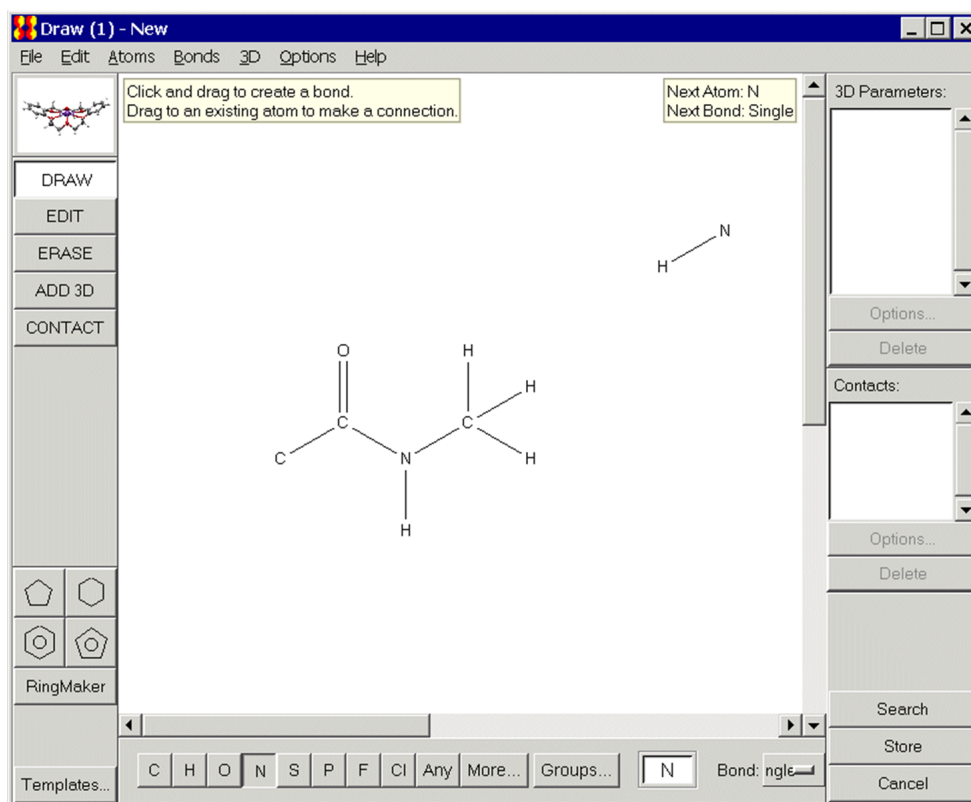 Draw (1) - New
File Edit Atoms Bonds 3D Options Help
Click and drag to create a bond.
Drag to an existing atom to make a connection.
Next Atom: N
Next Bond: Single
3D Parameters:
DRAW
EDIT
ERASE
ADD 3D
CONTACT
N
H
O
H
H
C
C
C
N
H
H
Options...
Delete
Contacts:
Options...
Delete
RingMaker
Templates...
C H O N S P F Cl Any More... Groups... N Bond: ngle
Search
Store
Cancel